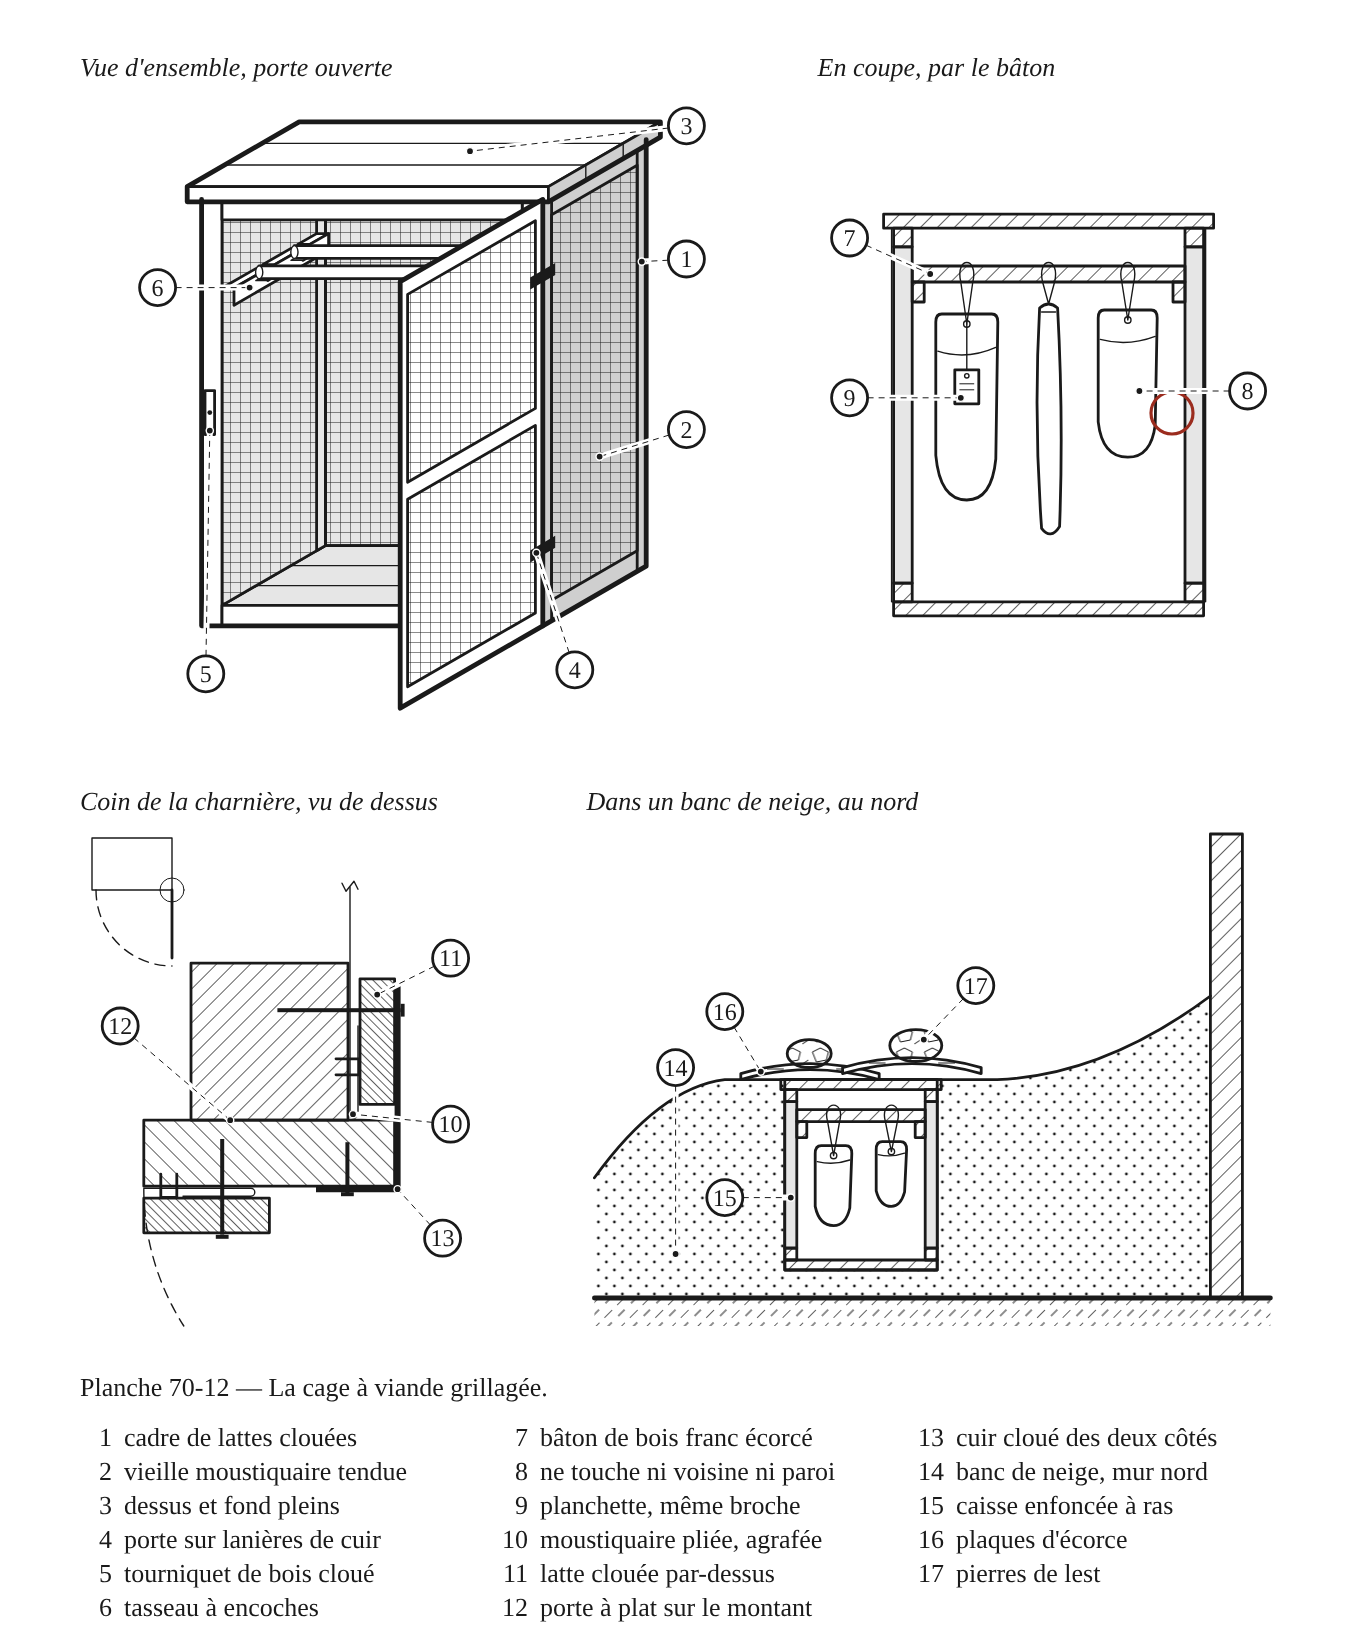 Vue d'ensemble, porte ouverte
En coupe, par le bâton
3
7
1
6
9
8
2
5
4
Coin de la charnière, vu de dessus
Dans un banc de neige, au nord
11
17
16
12
14
10
15
13
Planche 70-12 — La cage à viande grillagée.
1 cadre de lattes clouées
2 vieille moustiquaire tendue
3 dessus et fond pleins
4 porte sur lanières de cuir
5 tourniquet de bois cloué
6 tasseau à encoches
7 bâton de bois franc écorcé
8 ne touche ni voisine ni paroi
9 planchette, même broche
10 moustiquaire pliée, agrafée
11 latte clouée par-dessus
12 porte à plat sur le montant
13 cuir cloué des deux côtés
14 banc de neige, mur nord
15 caisse enfoncée à ras
16 plaques d'écorce
17 pierres de lest